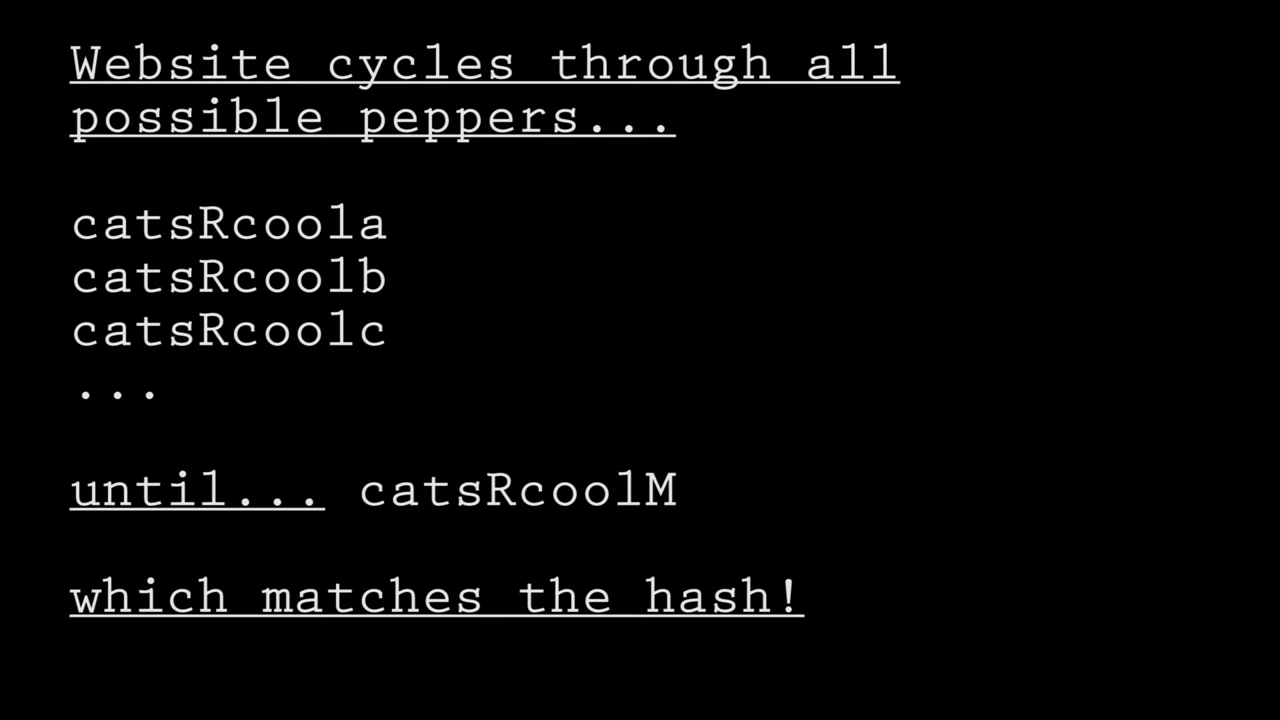 Website cycles through all
possible peppers...
catsRcoola
catsRcoolb
catsRcoolc
...
until... catsRcoolM
which matches the hash!